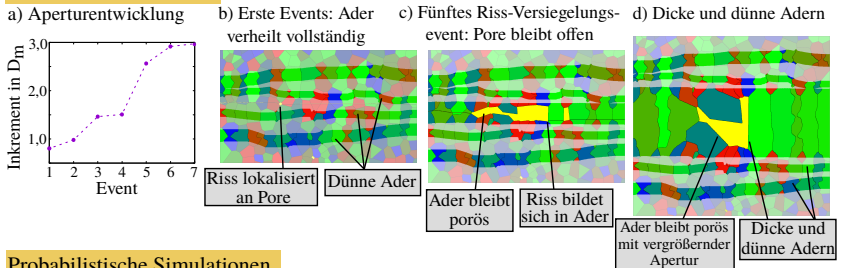 a) Aperturentwicklung
b) Erste Events: Ader
verheilt vollständig
c) Fünftes Riss-Versiegelungs-
event: Pore bleibt offen
d) Dicke und dünne Adern
Inkrement in Dm
3,0
2,0
1,0
1 2 3 4 5 6 7
Event
Riss lokalisiert
an Pore
Dünne Ader
Ader bleibt
porös
Riss bildet
sich in Ader
Ader bleibt porös
mit vergrößernder
Apertur
Dicke und
dünne Adern
Probabilistische Simulationen